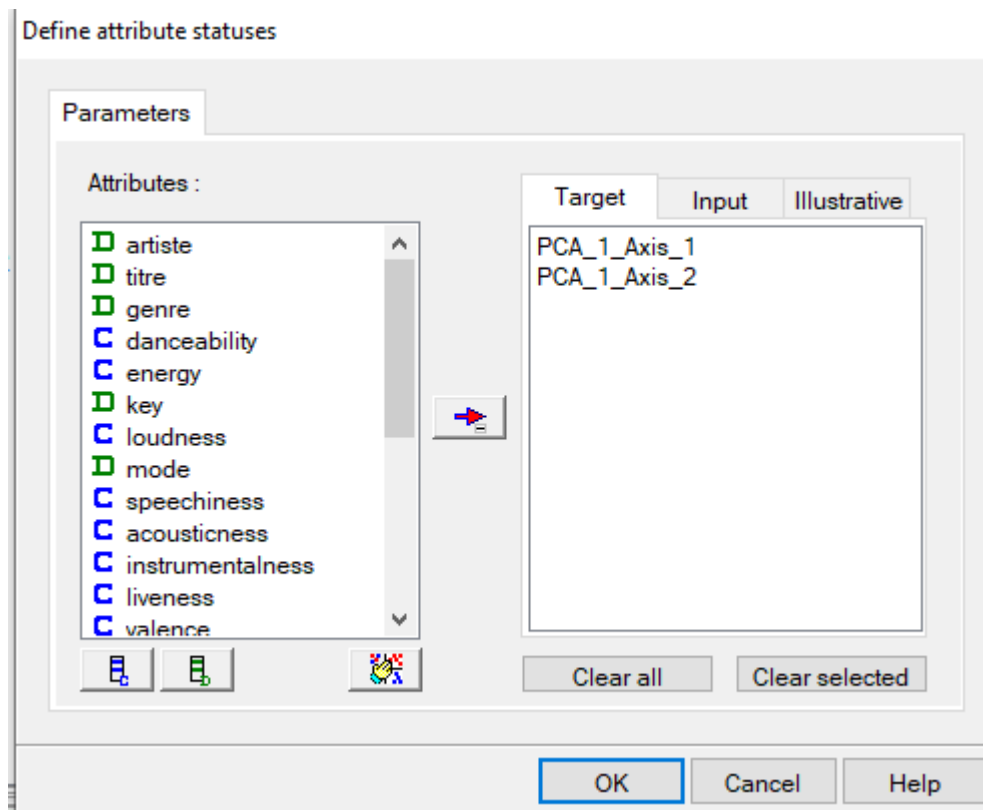 Define attribute statuses
Parameters
Attributes :
D artiste
D titre
D genre
C danceability
C energy
D key
C loudness
D mode
C speechiness
C acousticness
C instrumentalness
C liveness
C valence
Target Input Illustrative
PCA_1_Axis_1
PCA_1_Axis_2
Clear all Clear selected
OK Cancel Help